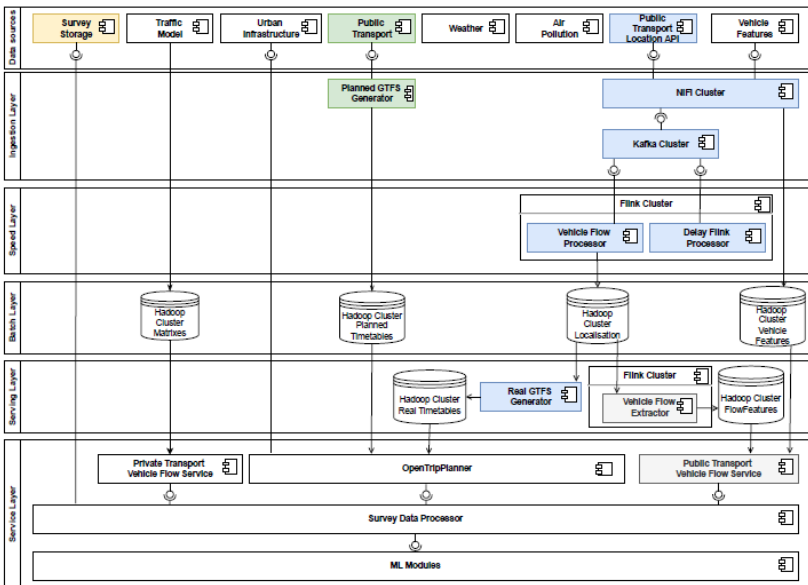 Data sources
Survey
Storage
Traffic
Model
Urban
Infrastructure
Public
Transport
Weather
Air
Pollution
Public
Transport
Location API
Vehicle
Features
Ingestion Layer
Planned GTFS
Generator
NIFI Cluster
Kafka Cluster
Speed Layer
Flink Cluster
Vehicle Flow
Processor
Delay Flink
Processor
Batch Layer
Hadoop
Cluster
Matrixes
Hadoop Cluster
Planned
Timetables
Hadoop
Cluster
Localisation
Hadoop
Cluster
Vehicle
Features
Serving Layer
Hadoop Cluster
Real Timetables
Real GTFS
Generator
Flink Cluster
Vehicle Flow
Extractor
Hadoop Cluster
FlowFeatures
Service Layer
Private Transport
Vehicle Flow Service
OpenTripPlanner
Public Transport
Vehicle Flow Service
Survey Data Processor
ML Modules